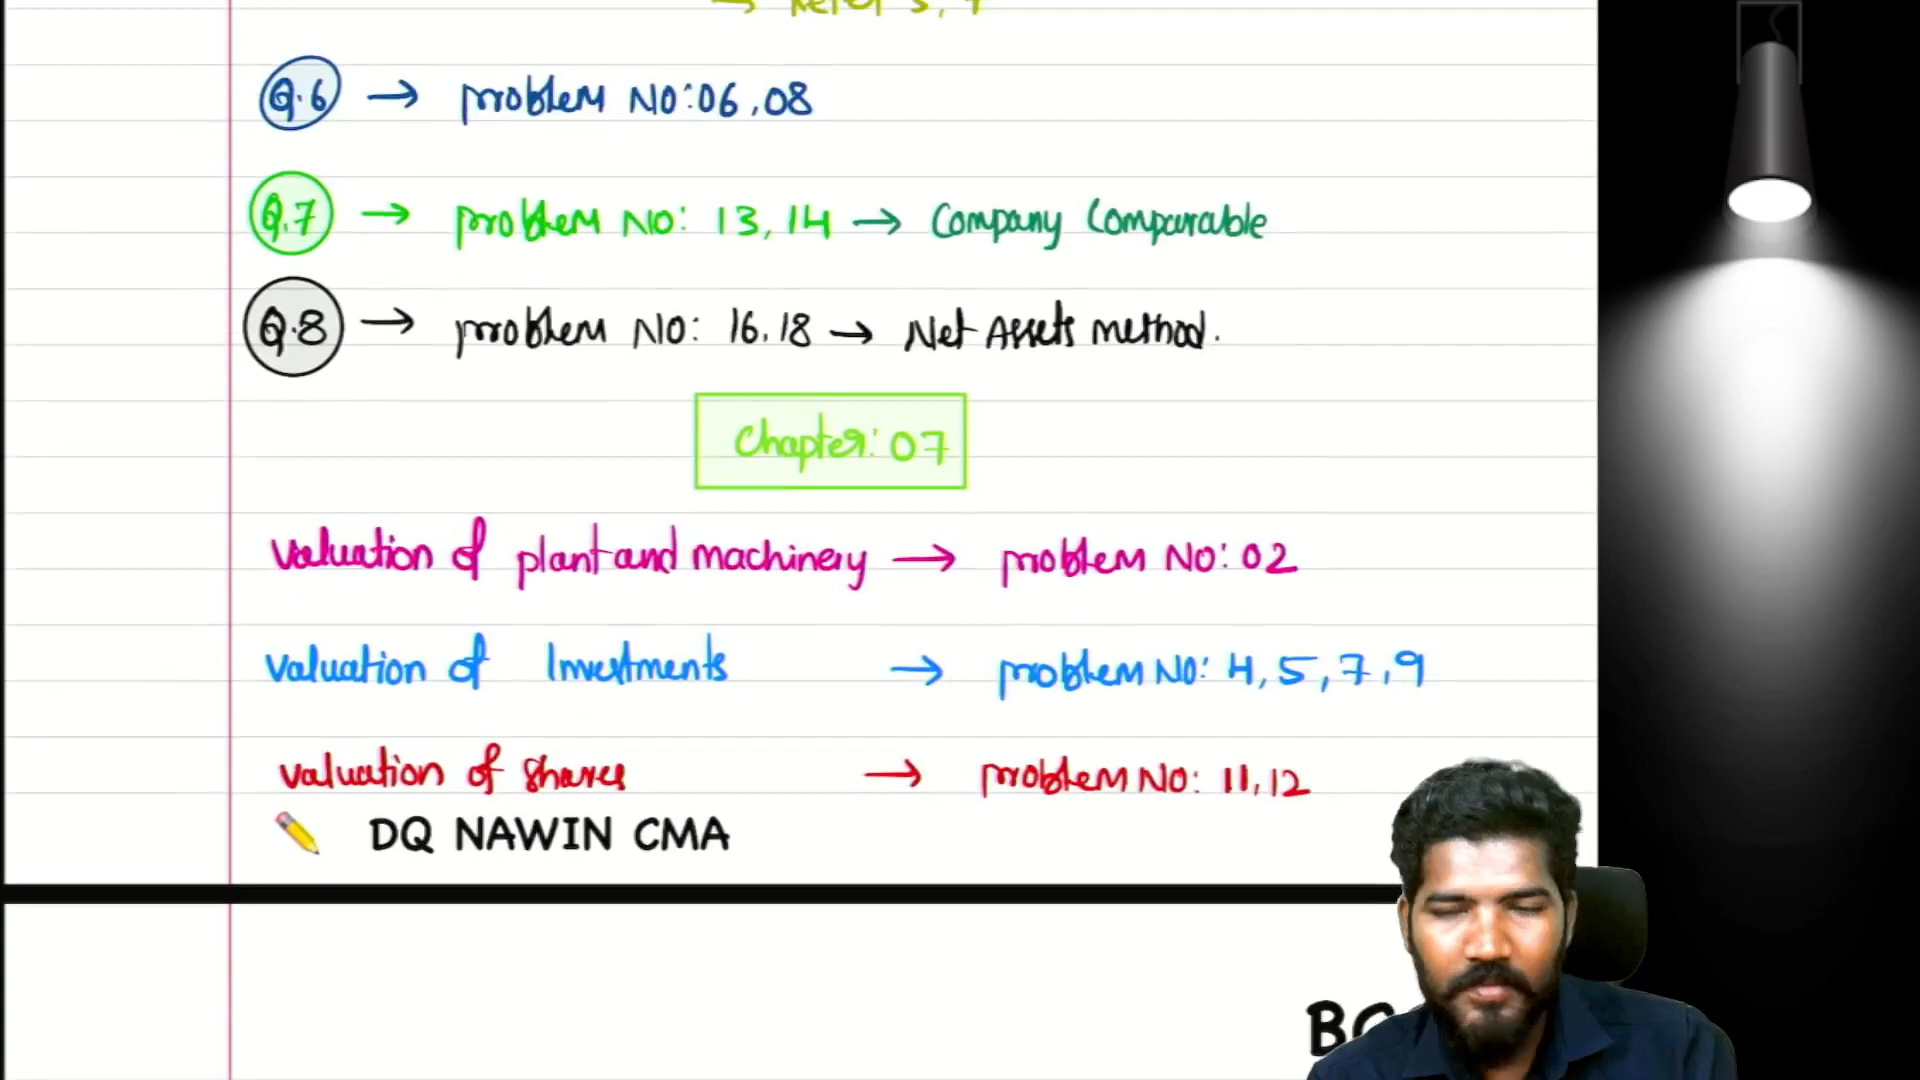 Q.6 → problem NO: 06, 08
Q.7 → problem NO: 13, 14 → Company Comparable
Q.8 → problem NO: 16, 18 → Net Assets method.
Chapter: 07
valuation of plant and machinery → problem NO: 02
valuation of Investments → problem NO: 4, 5, 7, 9
valuation of shares → problem NO: 11, 12
DQ NAWIN CMA